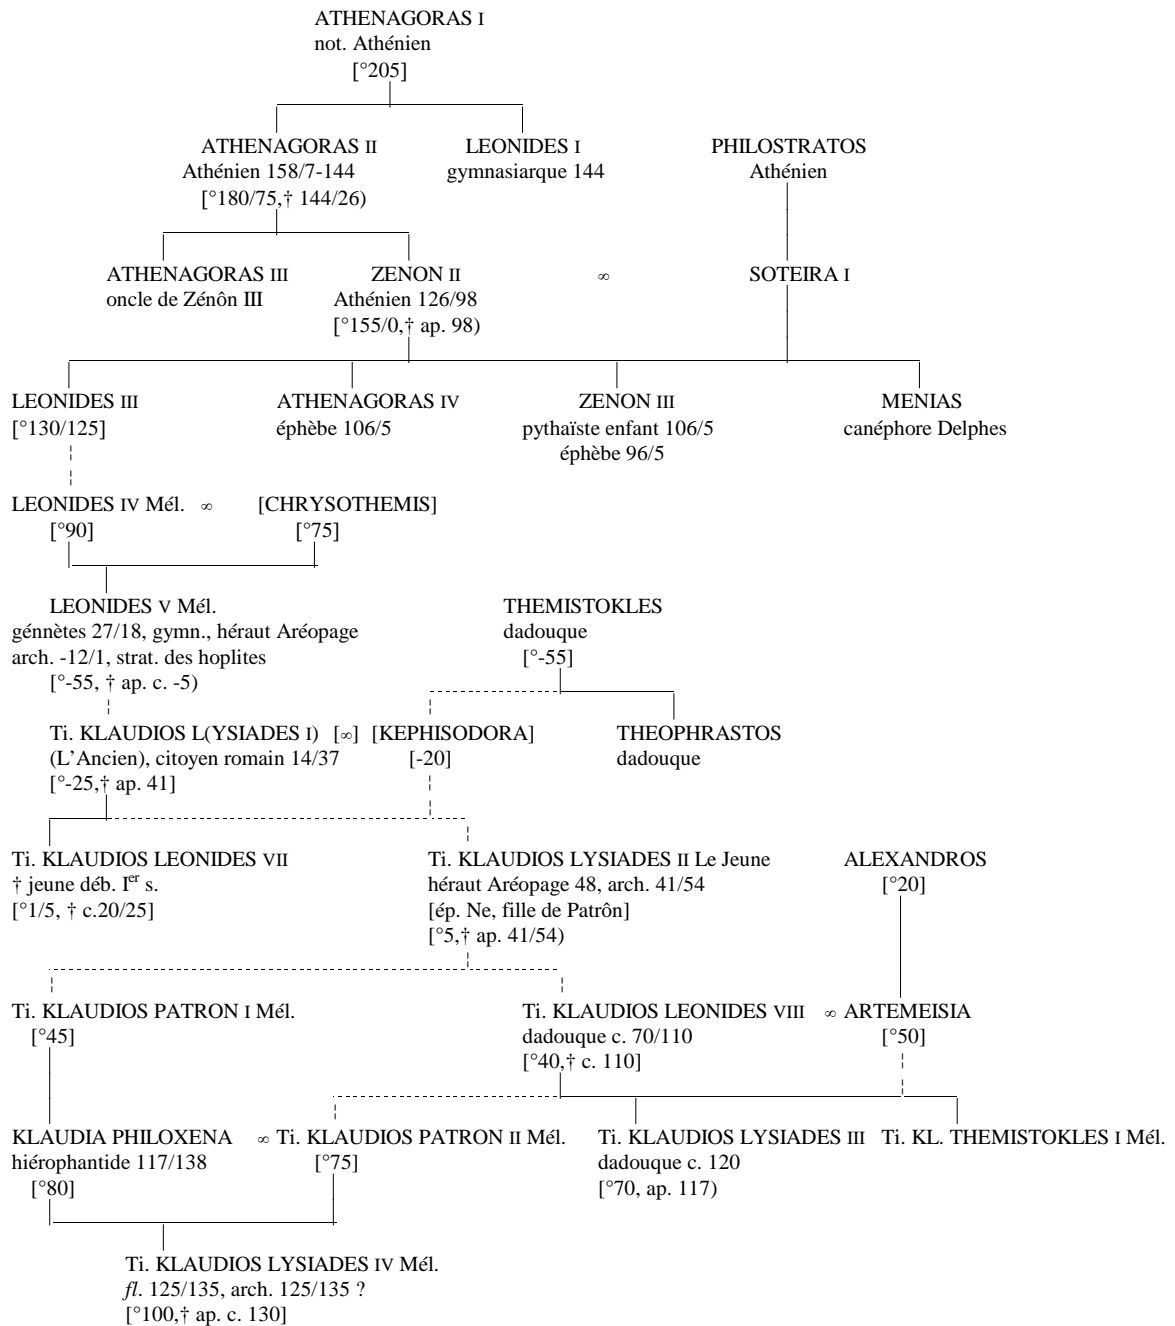 ATHENAGORAS I
not. Athénien
[°205]
ATHENAGORAS II LEONIDES I PHILOSTRATOS
Athénien 158/7-144 gymnasiarque 144 Athénien
[°180/75,† 144/26)
ATHENAGORAS III ZENON II ∞ SOTEIRA I
oncle de Zénôn III Athénien 126/98
[°155/0,† ap. 98)
LEONIDES III ATHENAGORAS IV ZENON III MENIAS
[°130/125] éphèbe 106/5 pythaïste enfant 106/5 canéphore Delphes
éphèbe 96/5
LEONIDES IV Mél. ∞ [CHRYSOTHEMIS]
[°90] [°75]
LEONIDES V Mél. THEMISTOKLES
génnètes 27/18, gymn., héraut Aréopage dadouque
arch. -12/1, strat. des hoplites [°-55]
[°-55, † ap. c. -5)
Ti. KLAUDIOS L(YSIADES I) [∞] [KEPHISODORA] THEOPHRASTOS
(L’Ancien), citoyen romain 14/37 [-20] dadouque
[°-25,† ap. 41]
Ti. KLAUDIOS LEONIDES VII Ti. KLAUDIOS LYSIADES II Le Jeune ALEXANDROS
† jeune déb. Ier s. héraut Aréopage 48, arch. 41/54 [°20]
[°1/5, † c.20/25] [ép. Ne, fille de Patrôn]
[°5,† ap. 41/54)
Ti. KLAUDIOS PATRON I Mél. Ti. KLAUDIOS LEONIDES VIII ∞ ARTEMEISIA
[°45] dadouque c. 70/110 [°50]
[°40,† c. 110]
KLAUDIA PHILOXENA ∞ Ti. KLAUDIOS PATRON II Mél. Ti. KLAUDIOS LYSIADES III Ti. KL. THEMISTOKLES I Mél.
hiérophantide 117/138 [°75] dadouque c. 120
[°80] [°70, ap. 117)
Ti. KLAUDIOS LYSIADES IV Mél.
fl. 125/135, arch. 125/135 ?
[°100,† ap. c. 130]